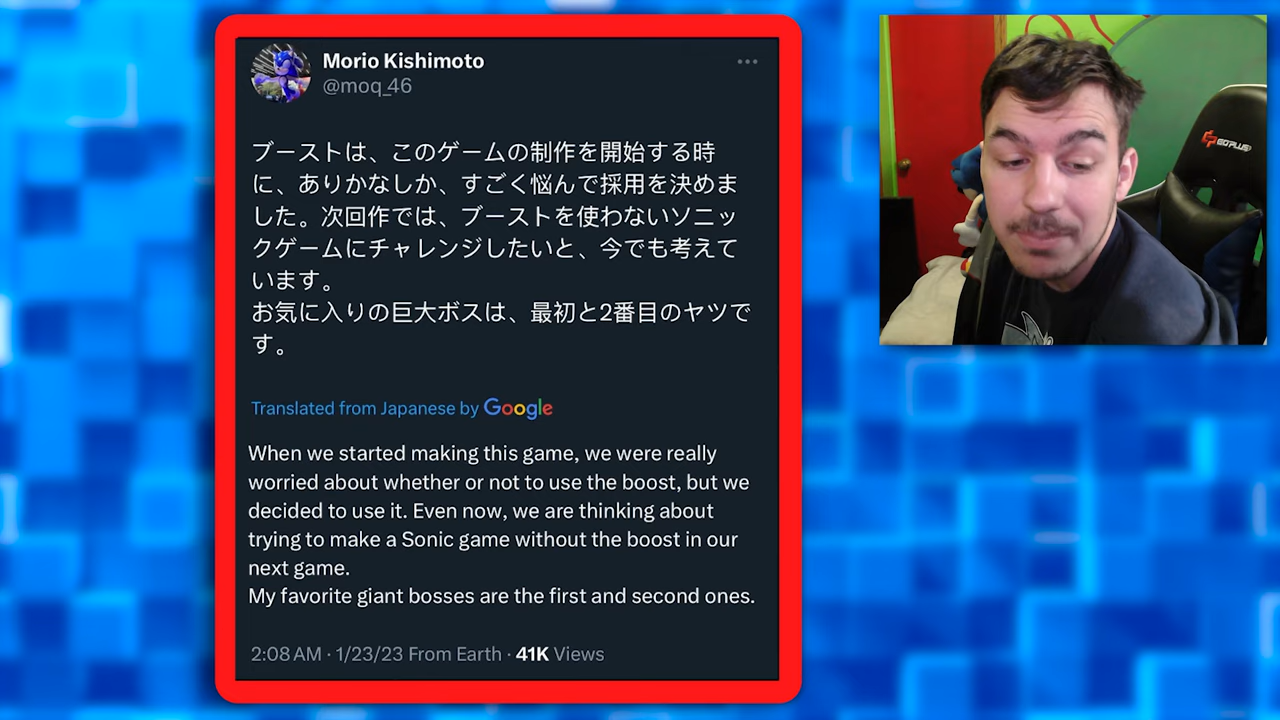 Morio Kishimoto
@moq_46
ブーストは、このゲームの制作を開始する時
に、ありかなしか、すごく悩んで採用を決めま
した。次回作では、ブーストを使わないソニッ
クゲームにチャレンジしたいと、今でも考えて
います。
お気に入りの巨大ボスは、最初と2番目のヤツで
す。
Translated from Japanese by Google
When we started making this game, we were really
worried about whether or not to use the boost, but we
decided to use it. Even now, we are thinking about
trying to make a Sonic game without the boost in our
next game.
My favorite giant bosses are the first and second ones.
2:08 AM · 1/23/23 From Earth · 41K Views